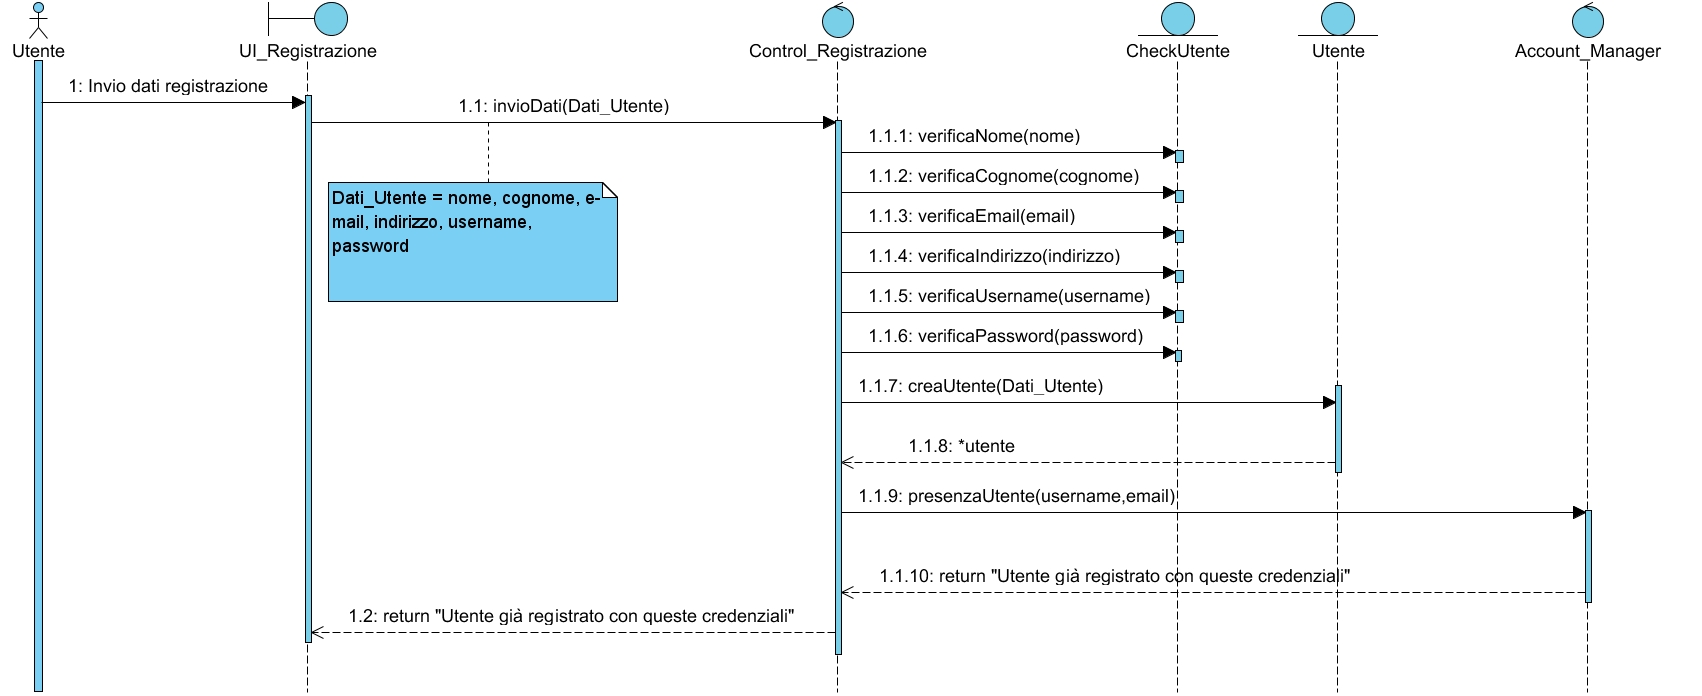 Utente
UI_Registrazione
Control_Registrazione
CheckUtente
Utente
Account_Manager
1: Invio dati registrazione
1.1: invioDati(Dati_Utente)
Dati_Utente = nome, cognome, e-
mail, indirizzo, username,
password
1.1.1: verificaNome(nome)
1.1.2: verificaCognome(cognome)
1.1.3: verificaEmail(email)
1.1.4: verificaIndirizzo(indirizzo)
1.1.5: verificaUsername(username)
1.1.6: verificaPassword(password)
1.1.7: creaUtente(Dati_Utente)
1.1.8: *utente
1.1.9: presenzaUtente(username,email)
1.1.10: return "Utente già registrato con queste credenziali"
1.2: return "Utente già registrato con queste credenziali"